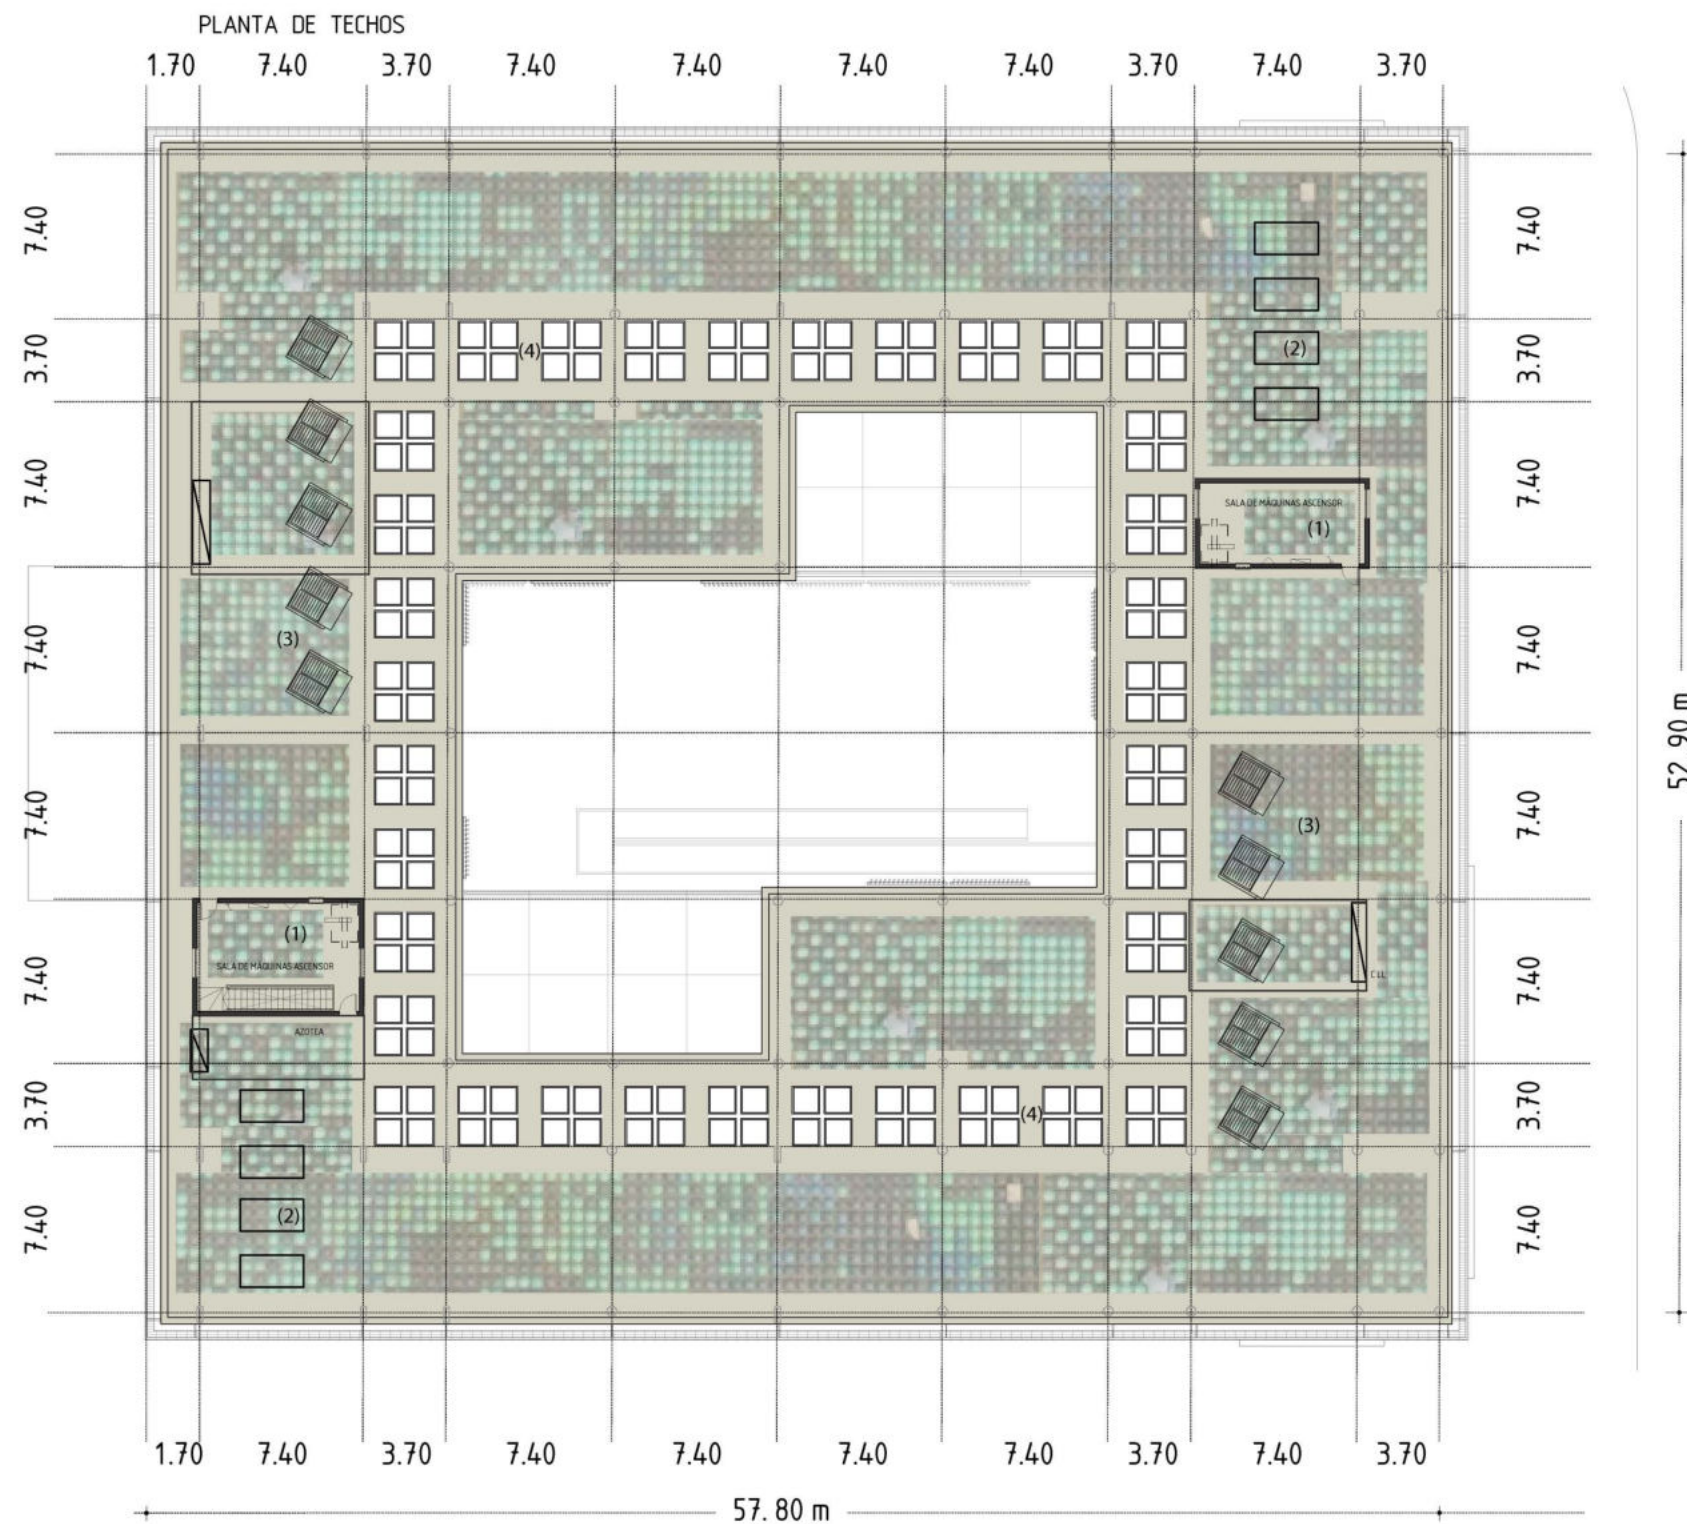 PLANTA DE TECHOS
1.70 7.40 3.70 7.40 7.40 7.40 7.40 3.70 7.40 3.70
7.40 7.40
3.70 (4) (2) 3.70
7.40 7.40
SALA DE MÁQUINAS ASCENSOR
(1)
7.40 (3) 7.40
52.90 m
7.40 (3) 7.40
(1)
SALA DE MÁQUINAS ASCENSOR
7.40 C.LL. 7.40
AZOTEA
3.70 (4) 3.70
7.40 (2) 7.40
1.70 7.40 3.70 7.40 7.40 7.40 7.40 3.70 7.40 3.70
57.80 m